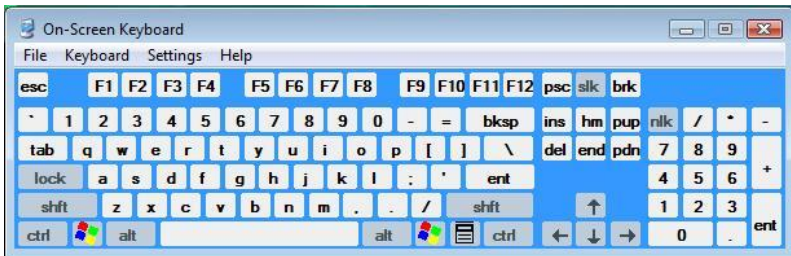 On-Screen Keyboard
File Keyboard Settings Help
esc F1 F2 F3 F4 F5 F6 F7 F8 F9 F10 F11 F12 psc slk brk
` 1 2 3 4 5 6 7 8 9 0 - = bksp ins hm pup nlk / * -
tab q w e r t y u i o p [ ] \ del end pdn 7 8 9 +
lock a s d f g h j k l ; ' ent 4 5 6
shft z x c v b n m , . / shft ↑ 1 2 3 ent
ctrl alt alt ctrl ← ↓ → 0 .